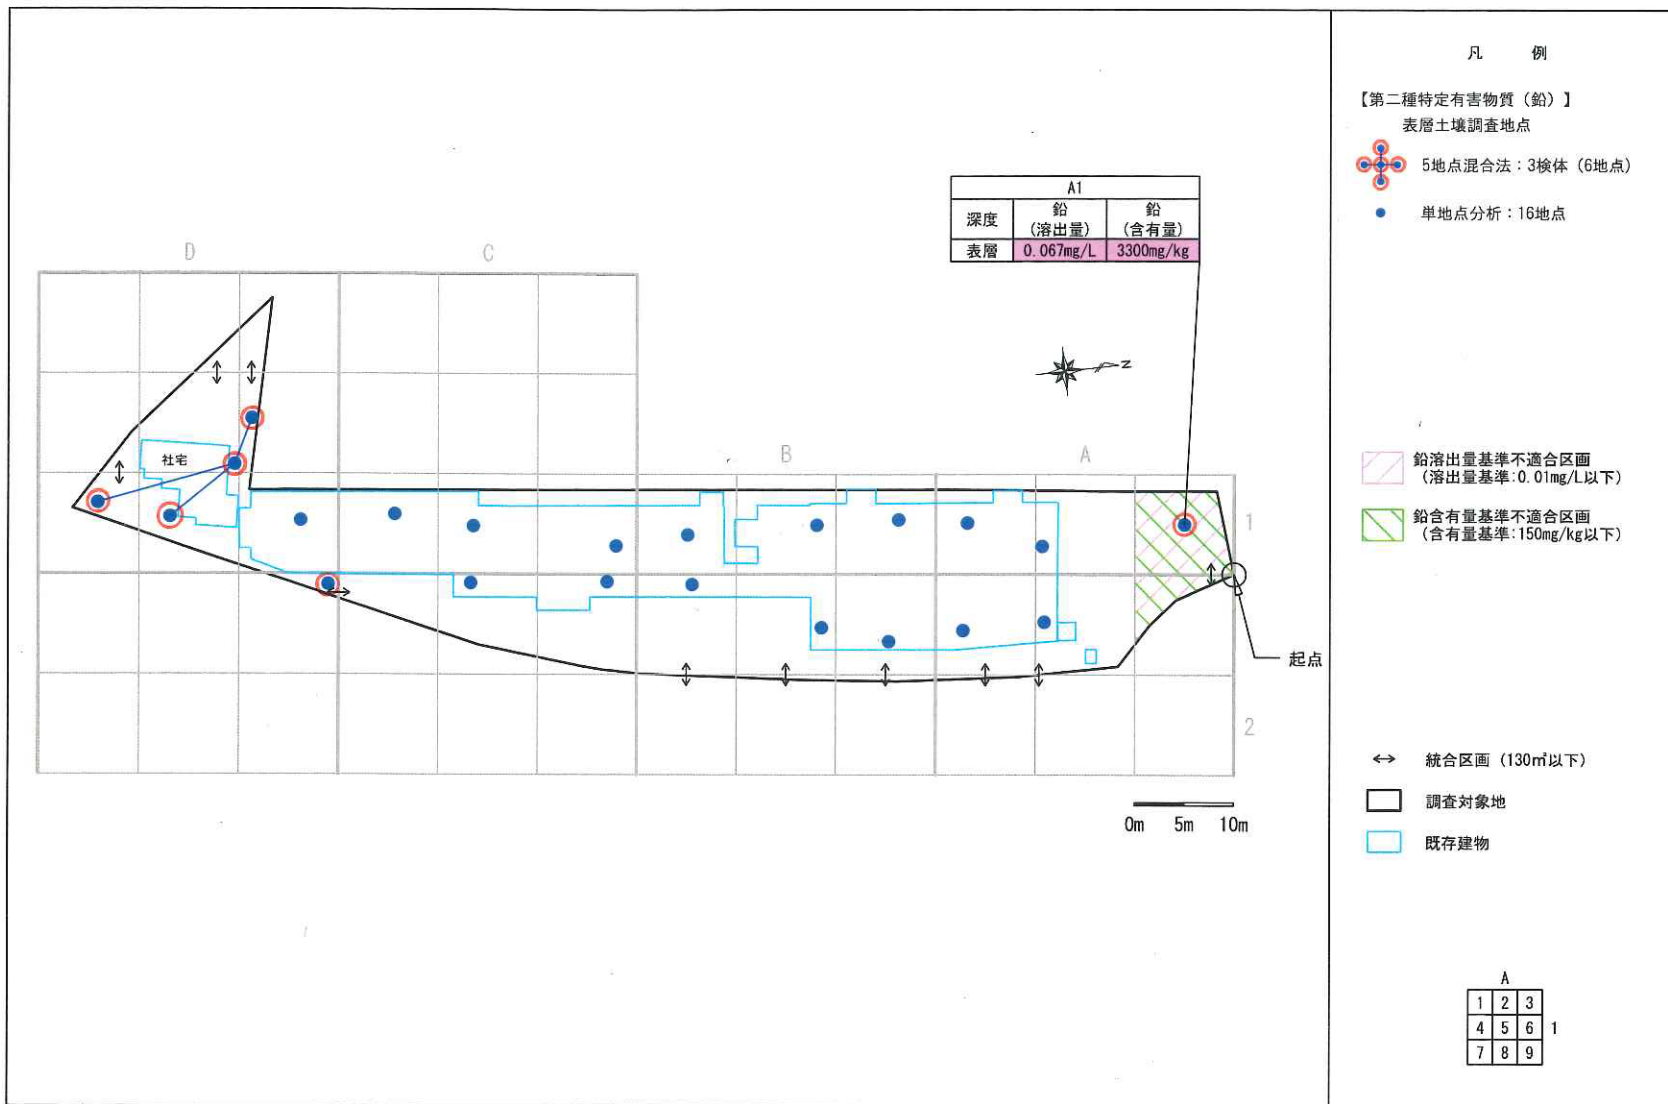 D
C
B
A
1
2
A1
深度
鉛
(溶出量)
鉛
(含有量)
表層
0.067mg/L
3300mg/kg
N
社宅
起点
0m
5m
10m
凡 例
【第二種特定有害物質（鉛）】
表層土壌調査地点
5地点混合法：3検体（6地点）
単地点分析：16地点
鉛溶出量基準不適合区画
(溶出量基準:0.01mg/L以下)
鉛含有量基準不適合区画
(含有量基準:150mg/kg以下)
統合区画（130㎡以下）
調査対象地
既存建物
A
1 2 3
4 5 6 1
7 8 9